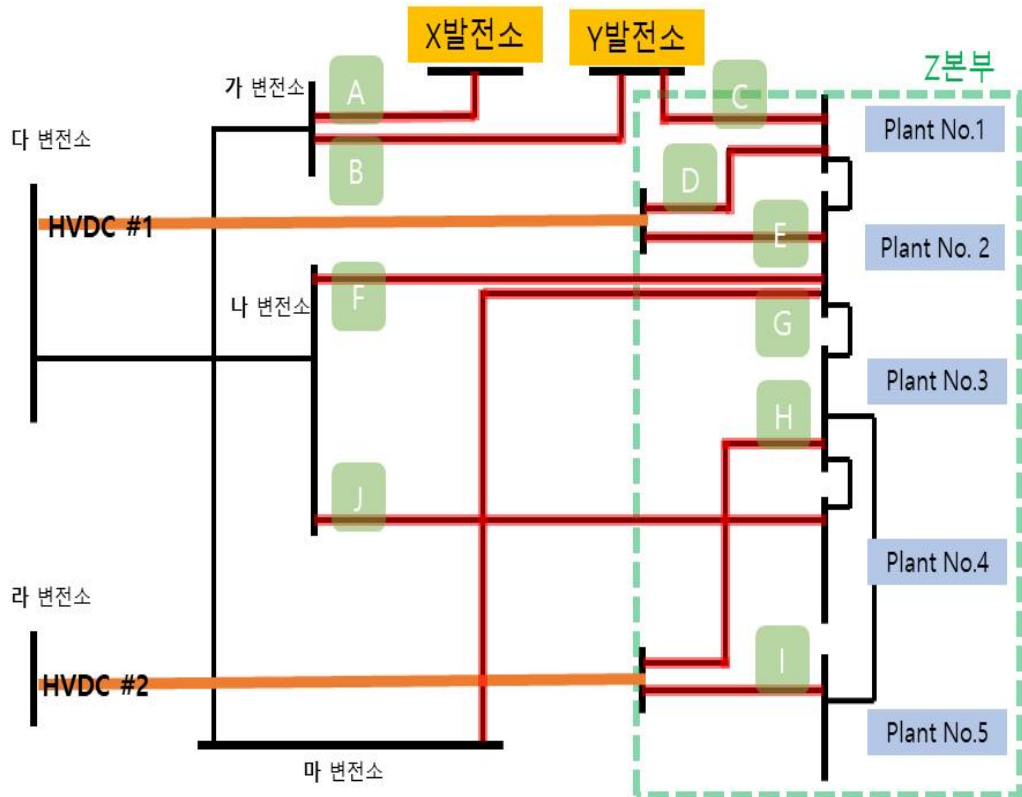 X발전소
Y발전소
Z본부
가 변전소
A
C
Plant No.1
다 변전소
B
D
HVDC #1
E
Plant No. 2
나 변전소
F
G
Plant No.3
H
J
Plant No.4
라 변전소
I
HVDC #2
Plant No.5
마 변전소